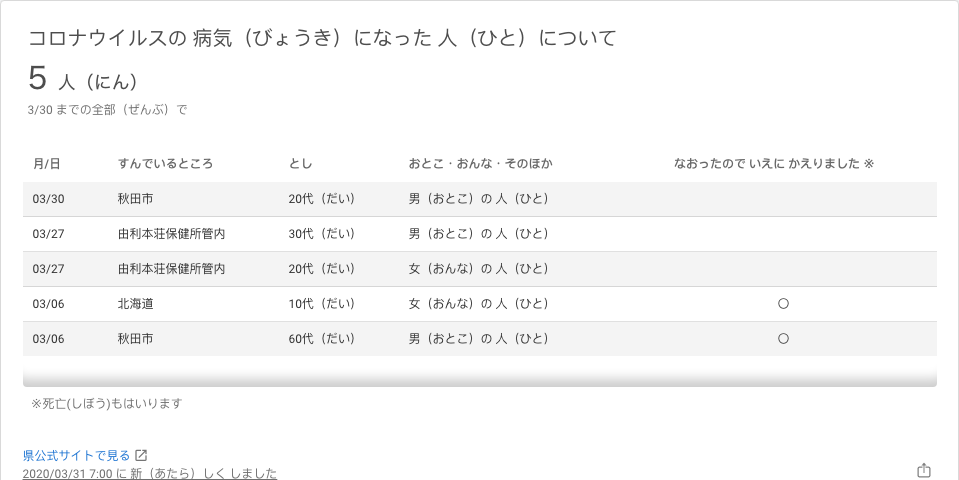 コロナウイルスの 病気（びょうき）になった 人（ひと）について
5 人（にん）
3/30 までの全部（ぜんぶ）で
月/日 すんでいるところ とし おとこ・おんな・そのほか なおったので いえに かえりました ※
03/30 秋田市 20代（だい） 男（おとこ）の 人（ひと）
03/27 由利本荘保健所管内 30代（だい） 男（おとこ）の 人（ひと）
03/27 由利本荘保健所管内 20代（だい） 女（おんな）の 人（ひと）
03/06 北海道 10代（だい） 女（おんな）の 人（ひと） ○
03/06 秋田市 60代（だい） 男（おとこ）の 人（ひと） ○
※死亡(しぼう)もはいります
県公式サイトで見る
2020/03/31 7:00 に 新（あたら）しく しました